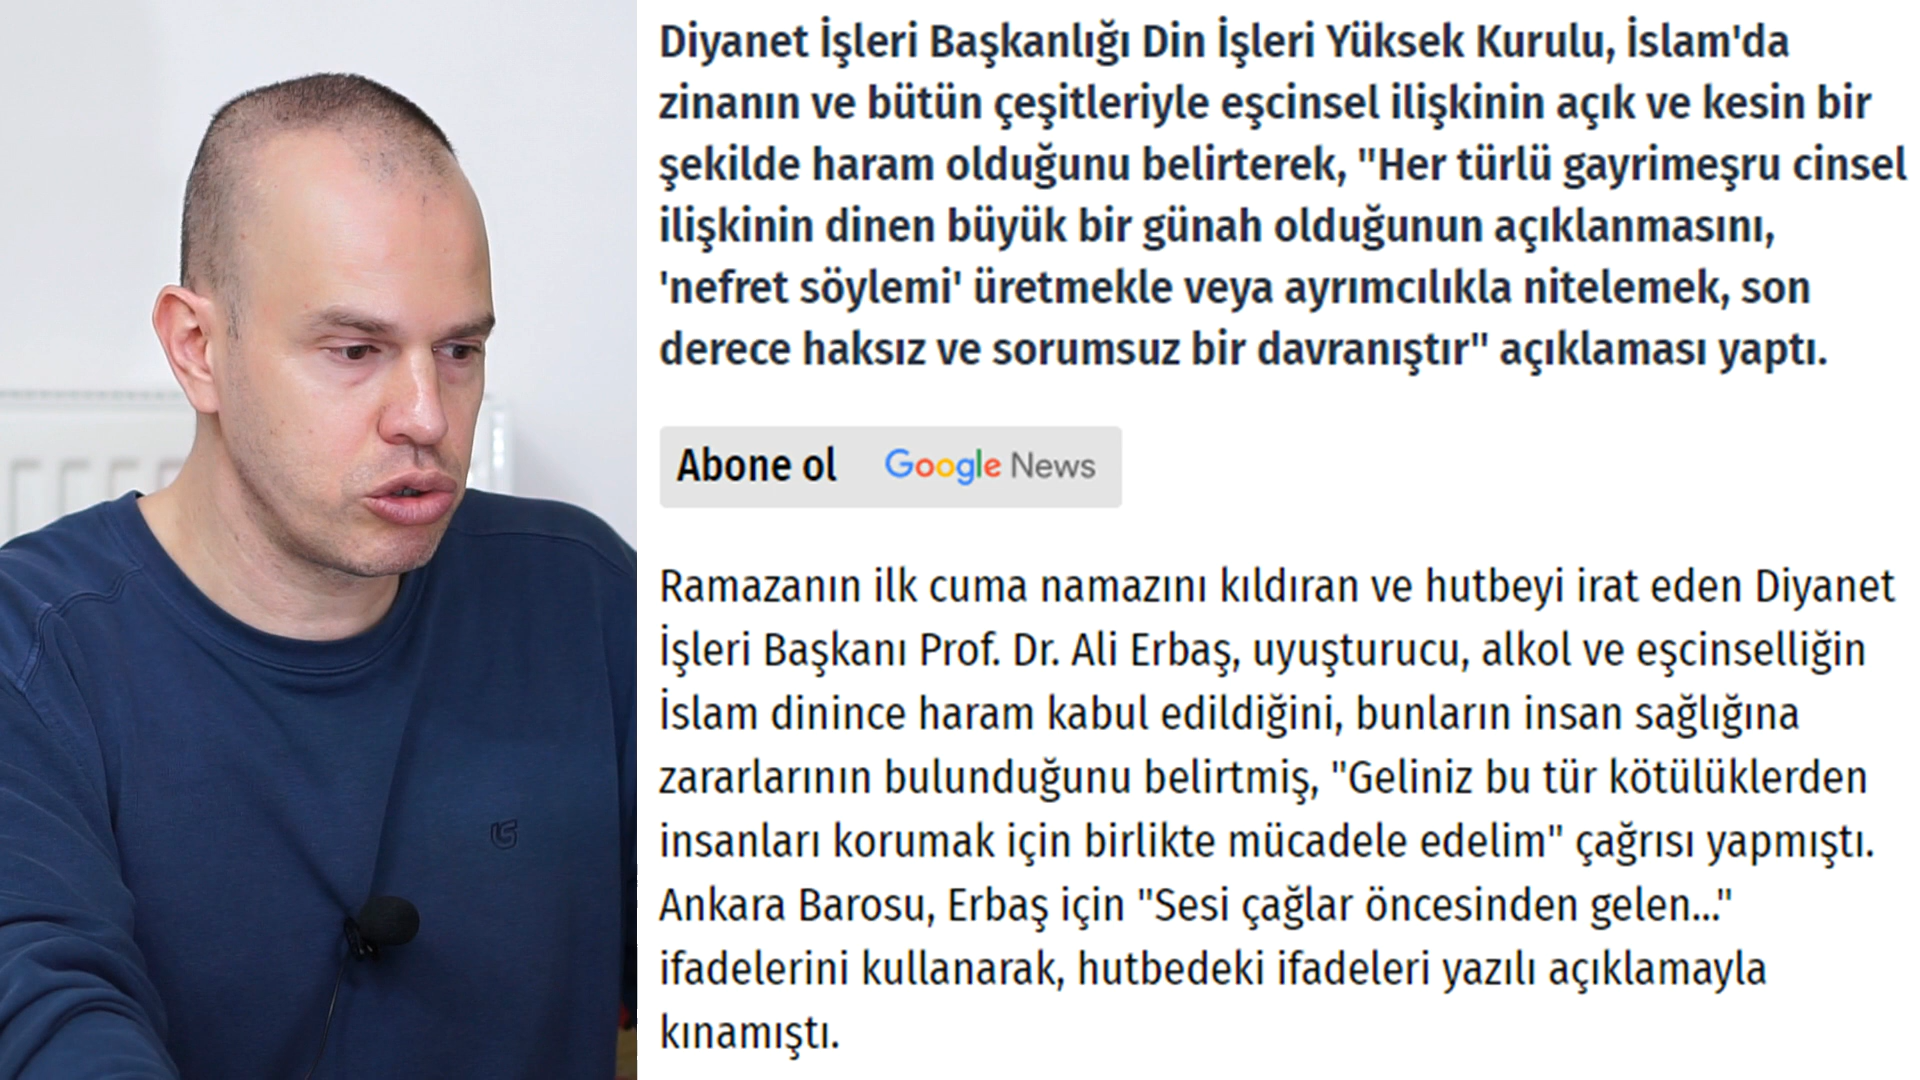 Diyanet İşleri Başkanlığı Din İşleri Yüksek Kurulu, İslam'da
zinanın ve bütün çeşitleriyle eşcinsel ilişkinin açık ve kesin bir
şekilde haram olduğunu belirterek, "Her türlü gayrimeşru cinsel
ilişkinin dinen büyük bir günah olduğunun açıklanmasını,
'nefret söylemi' üretmekle veya ayrımcılıkla nitelemek, son
derece haksız ve sorumsuz bir davranıştır" açıklaması yaptı.
Abone ol Google News
Ramazanın ilk cuma namazını kıldıran ve hutbeyi irat eden Diyanet
İşleri Başkanı Prof. Dr. Ali Erbaş, uyuşturucu, alkol ve eşcinselliğin
İslam dinince haram kabul edildiğini, bunların insan sağlığına
zararlarının bulunduğunu belirtmiş, "Geliniz bu tür kötülüklerden
insanları korumak için birlikte mücadele edelim" çağrısı yapmıştı.
Ankara Barosu, Erbaş için "Sesi çağlar öncesinden gelen..."
ifadelerini kullanarak, hutbedeki ifadeleri yazılı açıklamayla
kınamıştı.